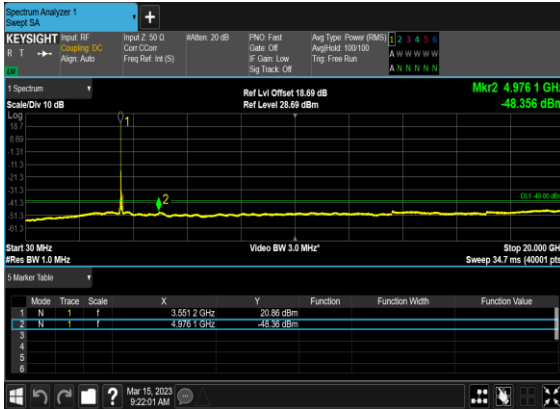 Spectrum Analyzer 1
Swept SA
+
KEYSIGHT
R T
Input: RF
Coupling: DC
Align: Auto
Input Z: 50 Ω
Corr CCorr
Freq Ref: Int (S)
#Atten: 20 dB
PNO: Fast
Gate: Off
IF Gain: Low
Sig Track: Off
Avg Type: Power (RMS)
Avg|Hold: 100/100
Trig: Free Run
1 2 3 4 5 6
A W W W W W
A N N N N N
1 Spectrum
Scale/Div 10 dB
Ref Lvl Offset 18.69 dB
Ref Level 28.69 dBm
Mkr2 4.976 1 GHz
-48.356 dBm
Log
18.7
8.69
-1.31
-11.3
-21.3
-31.3
-41.3
-51.3
-61.3
1
2
DL1 -40.00 dBm
Start 30 MHz
#Res BW 1.0 MHz
Video BW 3.0 MHz*
Stop 20.000 GHz
Sweep 34.7 ms (40001 pts)
5 Marker Table
Mode Trace Scale X Y Function Function Width Function Value
1 N 1 f 3.551 2 GHz 20.86 dBm
2 N 1 f 4.976 1 GHz -48.36 dBm
3
4
5
6
?
Mar 15, 2023
9:22:01 AM